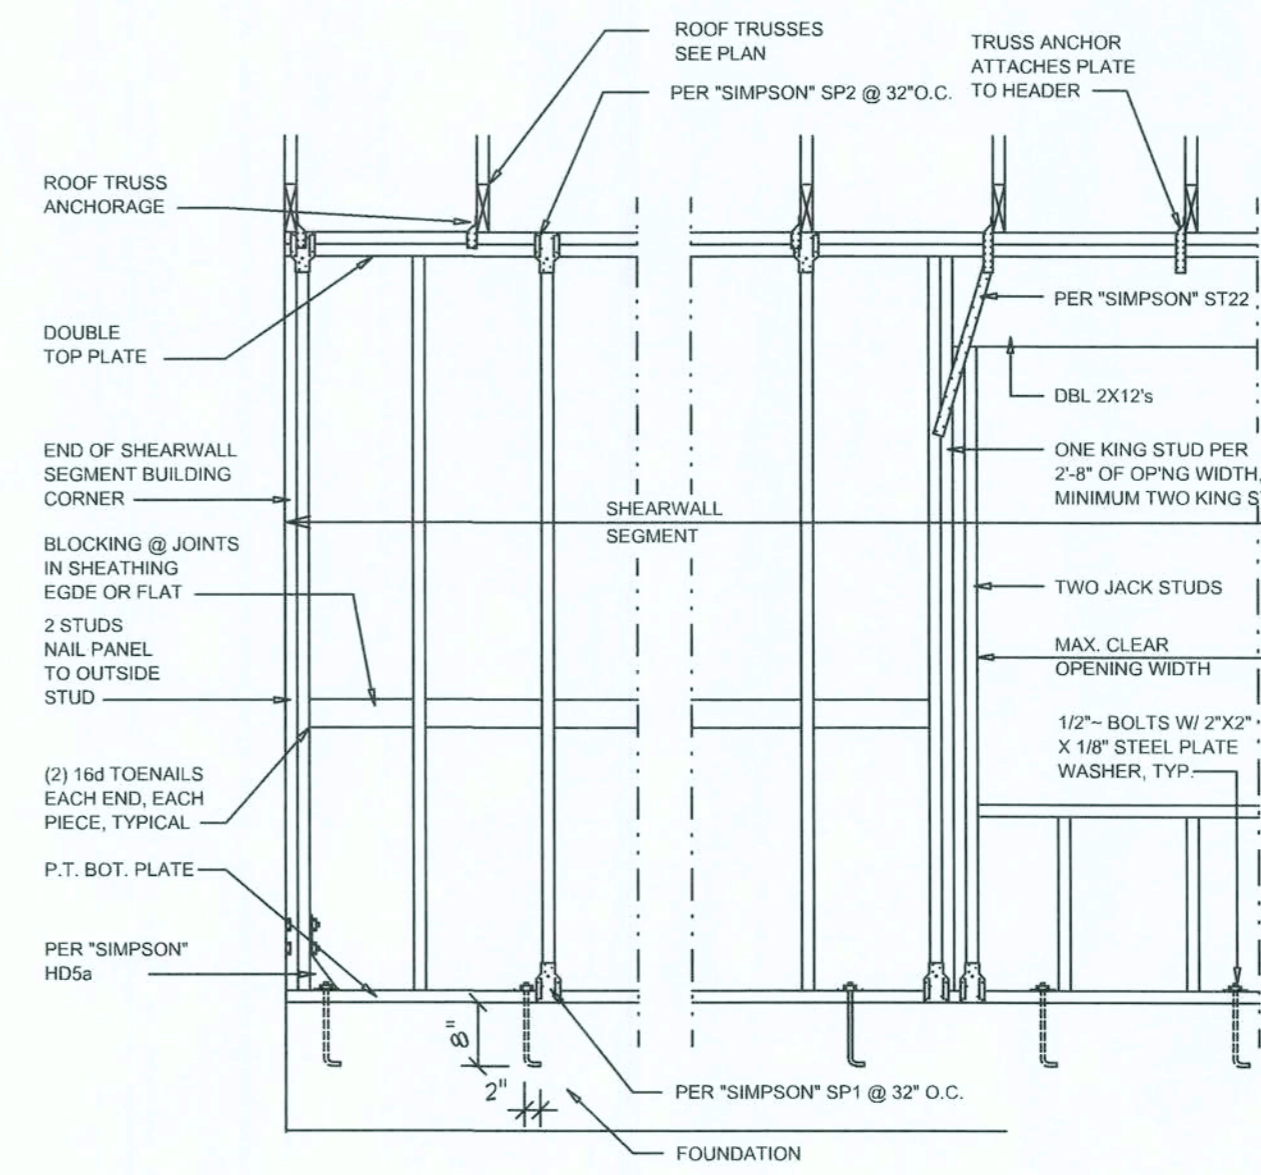 ROOF TRUSSES
SEE PLAN
PER "SIMPSON" SP2 @ 32"O.C.
TRUSS ANCHOR
ATTACHES PLATE
TO HEADER
ROOF TRUSS
ANCHORAGE
DOUBLE
TOP PLATE
PER "SIMPSON" ST22
DBL 2X12's
END OF SHEARWALL
SEGMENT BUILDING
CORNER
ONE KING STUD PER
2'-8" OF OP'NG WIDTH,
MINIMUM TWO KING S
SHEARWALL
SEGMENT
BLOCKING @ JOINTS
IN SHEATHING
EGDE OR FLAT
TWO JACK STUDS
2 STUDS
NAIL PANEL
TO OUTSIDE
STUD
MAX. CLEAR
OPENING WIDTH
1/2"~ BOLTS W/ 2"X2"
X 1/8" STEEL PLATE
WASHER, TYP.
(2) 16d TOENAILS
EACH END, EACH
PIECE, TYPICAL
P.T. BOT. PLATE
PER "SIMPSON"
HD5a
8"
2"
PER "SIMPSON" SP1 @ 32" O.C.
FOUNDATION